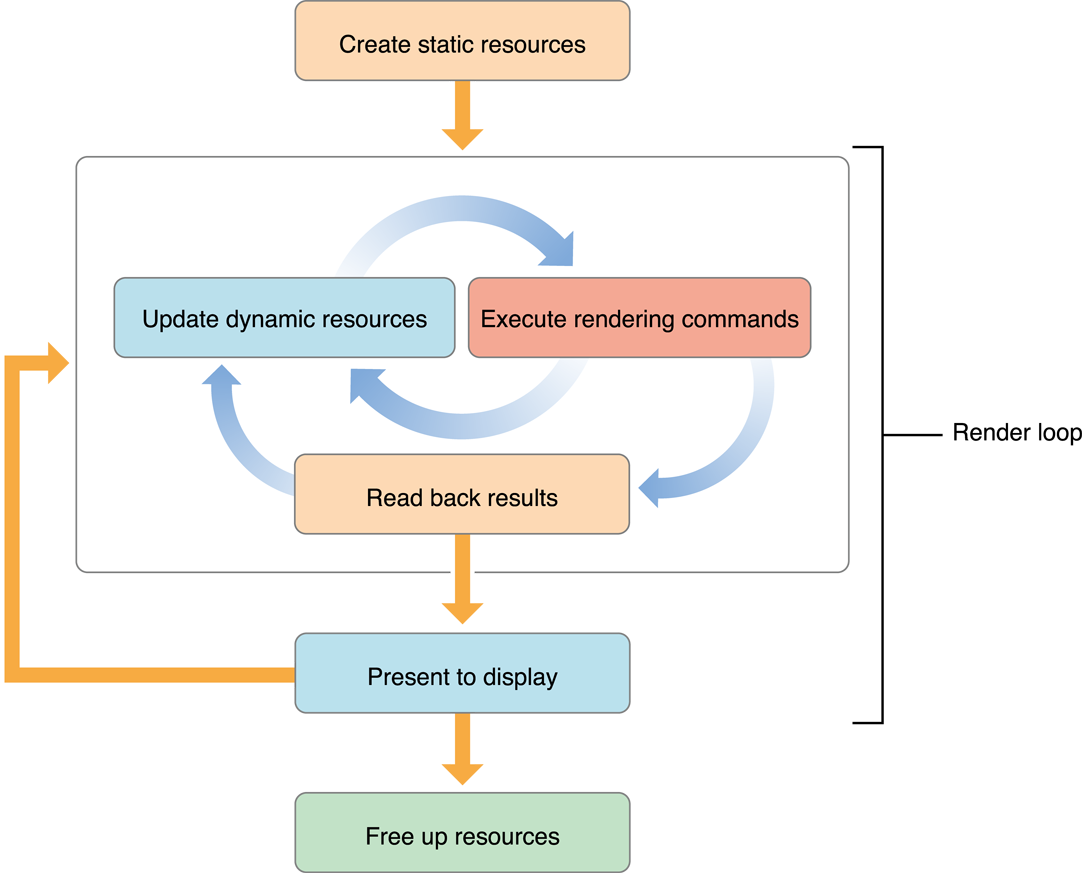 Create static resources
Update dynamic resources
Execute rendering commands
Render loop
Read back results
Present to display
Free up resources